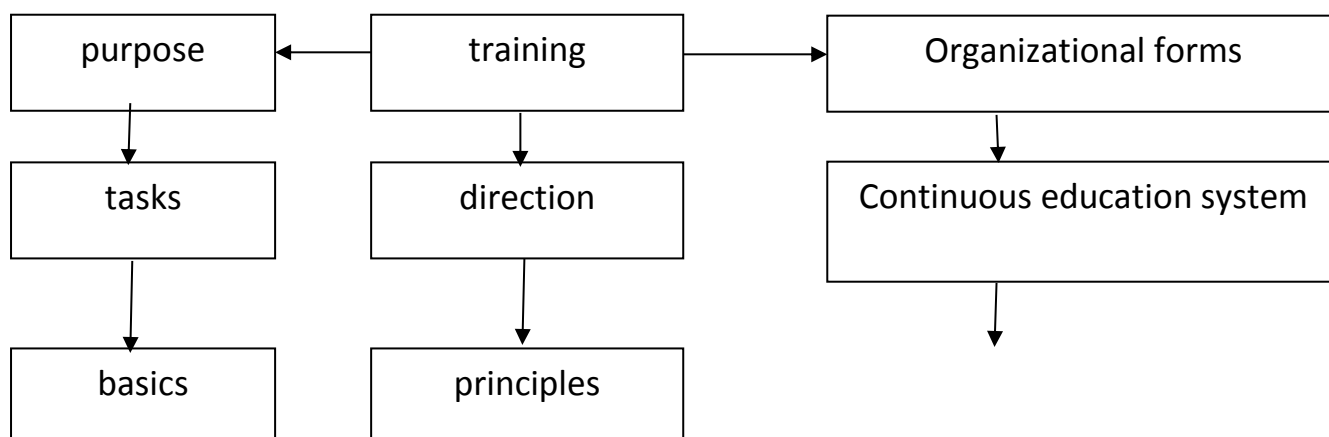 purpose
training
Organizational forms
tasks
direction
Continuous education system
basics
principles